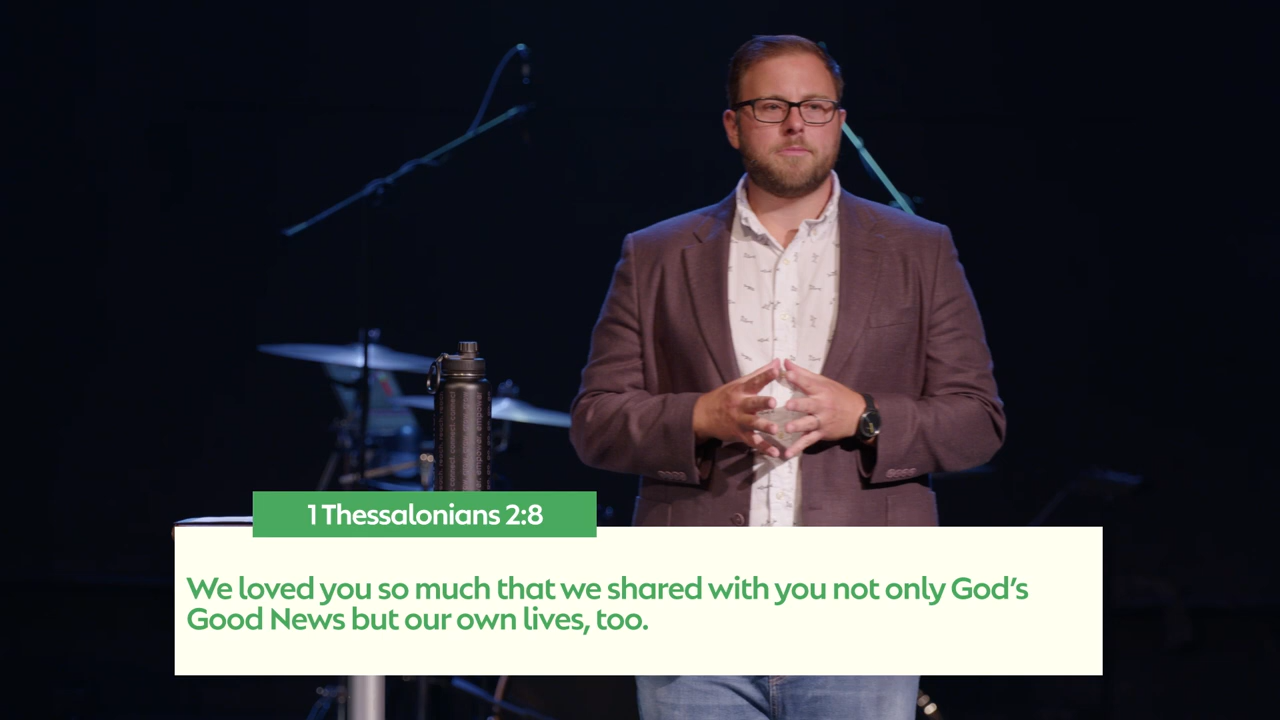 1 Thessalonians 2:8
We loved you so much that we shared with you not only God's
Good News but our own lives, too.